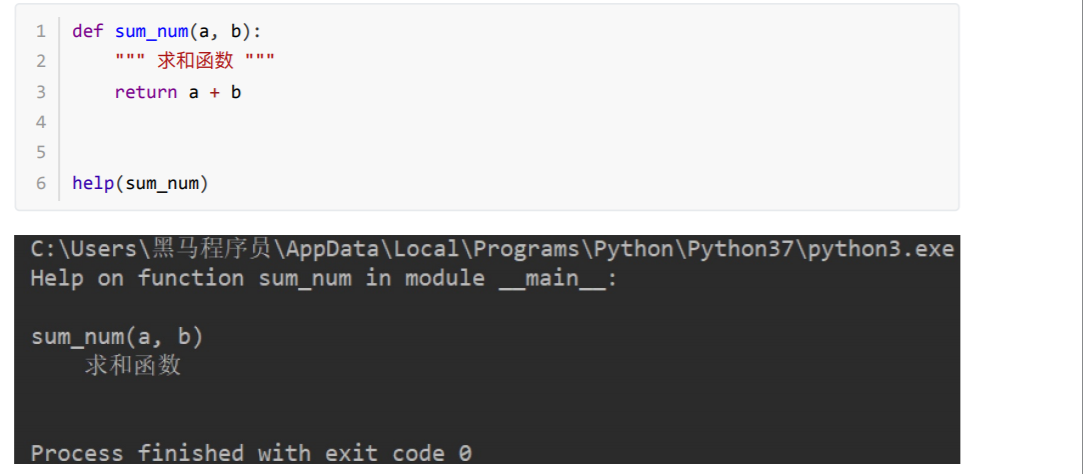 1 def sum_num(a, b):
2     """ 求和函数 """
3     return a + b
4
5
6 help(sum_num)
C:\Users\黑马程序员\AppData\Local\Programs\Python\Python37\python3.exe
Help on function sum_num in module __main__:
sum_num(a, b)
    求和函数
Process finished with exit code 0